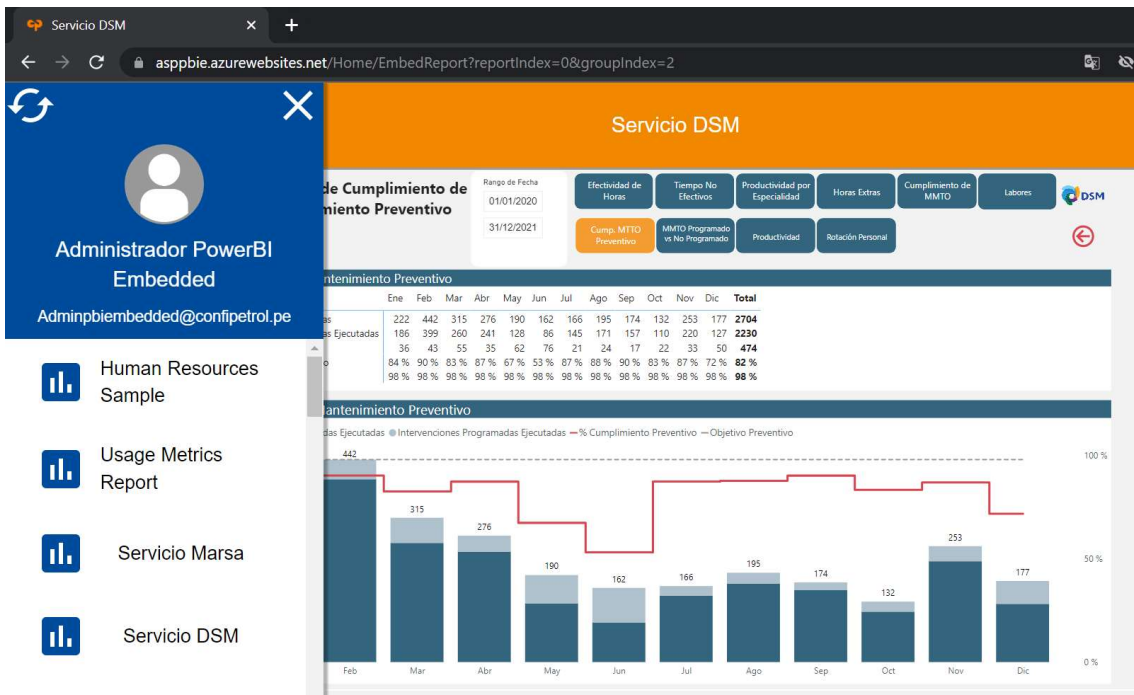 Servicio DSM
asppbie.azurewebsites.net/Home/EmbedReport?reportIndex=0&groupIndex=2
Administrador PowerBI
Embedded
Adminpbiembedded@confipetrol.pe
Human Resources
Sample
Usage Metrics
Report
Servicio Marsa
Servicio DSM
Servicio DSM
de Cumplimiento de
miento Preventivo
Rango de Fecha
01/01/2020
31/12/2021
Efectividad de
Horas
Tiempo No
Efectivos
Productividad por
Especialidad
Horas Extras
Cumplimiento de
MMTO
Labores
DSM
Cump. MTTO
Preventivo
MMTO Programado
vs No Programado
Productividad
Rotación Personal
ntenimiento Preventivo
Ene Feb Mar Abr May Jun Jul Ago Sep Oct Nov Dic Total
as 222 442 315 276 190 162 166 195 174 132 253 177 2704
as Ejecutadas 186 399 260 241 128 86 145 171 157 110 220 127 2230
36 43 55 35 62 76 21 24 17 22 33 50 474
o 84 % 90 % 83 % 87 % 67 % 53 % 87 % 88 % 90 % 83 % 87 % 72 % 82 %
98 % 98 % 98 % 98 % 98 % 98 % 98 % 98 % 98 % 98 % 98 % 98 % 98 %
Mantenimiento Preventivo
das Ejecutadas Intervenciones Programadas Ejecutadas % Cumplimiento Preventivo Objetivo Preventivo
442
315
276
190
162
166
195
174
132
253
177
100 %
50 %
0 %
Feb Mar Abr May Jun Jul Ago Sep Oct Nov Dic